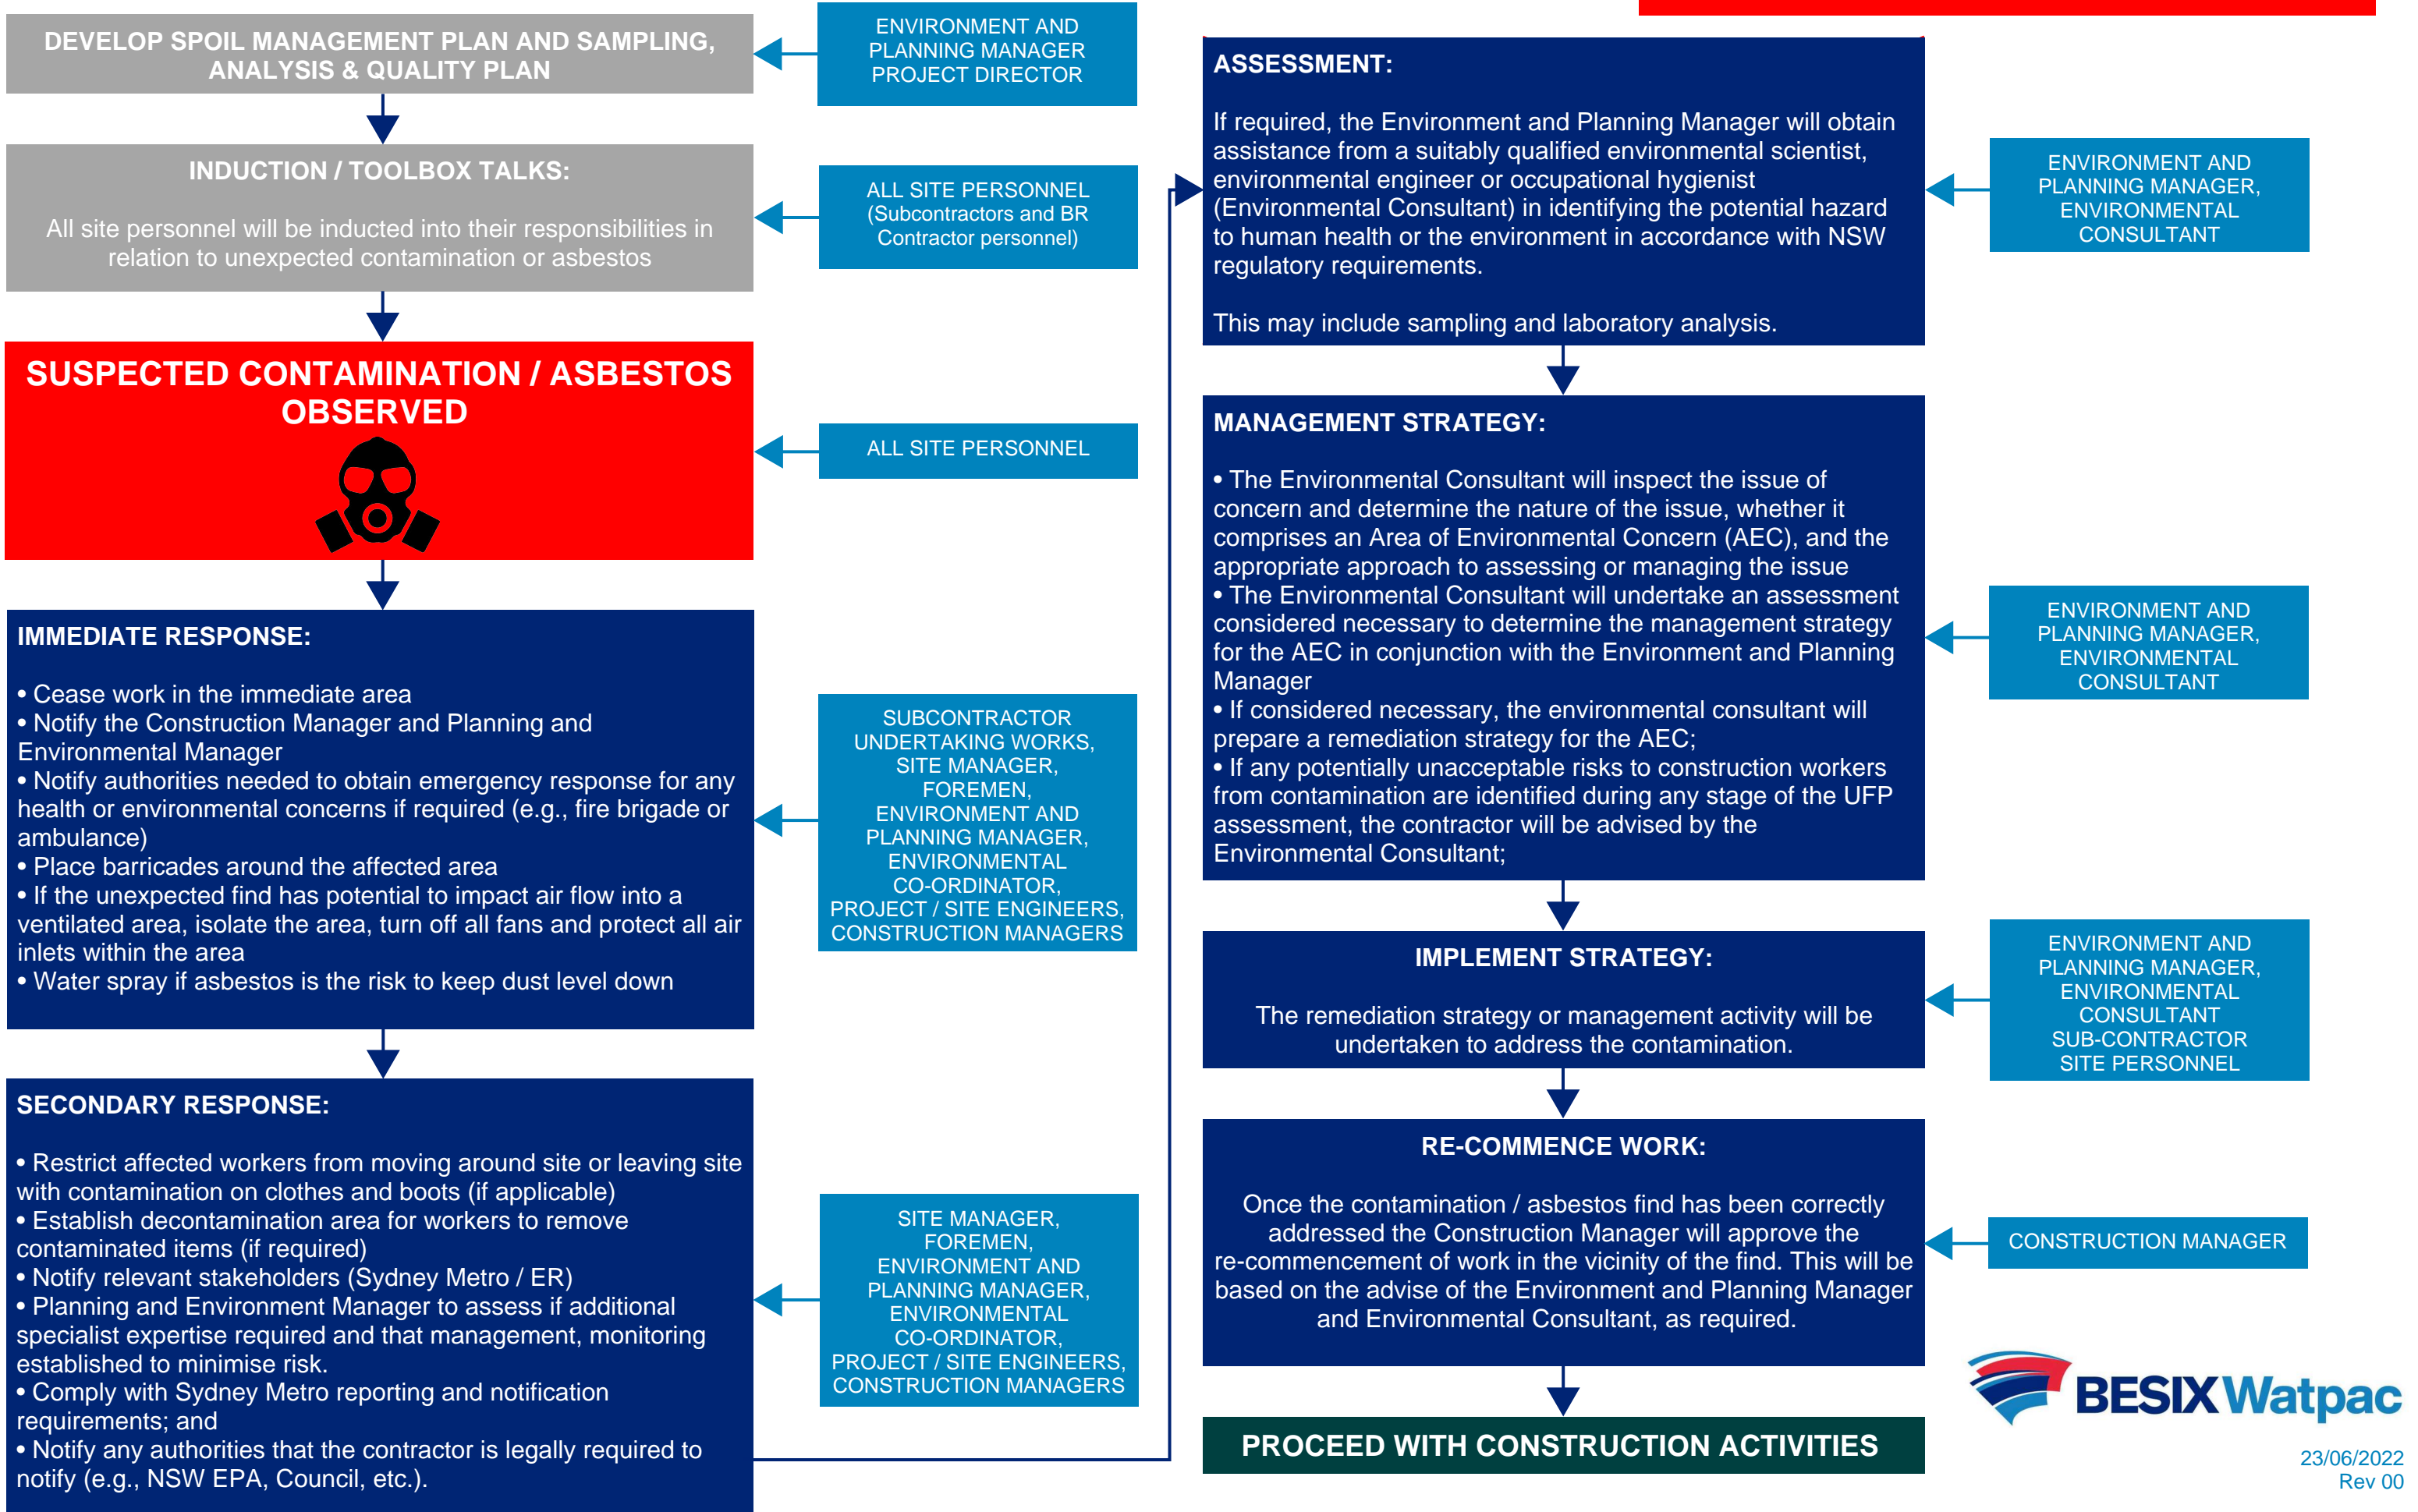 DEVELOP SPOIL MANAGEMENT PLAN AND SAMPLING,
ANALYSIS & QUALITY PLAN
ENVIRONMENT AND
PLANNING MANAGER
PROJECT DIRECTOR
INDUCTION / TOOLBOX TALKS:
All site personnel will be inducted into their responsibilities in
relation to unexpected contamination or asbestos
ALL SITE PERSONNEL
(Subcontractors and BR
Contractor personnel)
SUSPECTED CONTAMINATION / ASBESTOS
OBSERVED
ALL SITE PERSONNEL
IMMEDIATE RESPONSE:
• Cease work in the immediate area
• Notify the Construction Manager and Planning and
Environmental Manager
• Notify authorities needed to obtain emergency response for any
health or environmental concerns if required (e.g., fire brigade or
ambulance)
• Place barricades around the affected area
• If the unexpected find has potential to impact air flow into a
ventilated area, isolate the area, turn off all fans and protect all air
inlets within the area
• Water spray if asbestos is the risk to keep dust level down
SUBCONTRACTOR
UNDERTAKING WORKS,
SITE MANAGER,
FOREMEN,
ENVIRONMENT AND
PLANNING MANAGER,
ENVIRONMENTAL
CO-ORDINATOR,
PROJECT / SITE ENGINEERS,
CONSTRUCTION MANAGERS
SECONDARY RESPONSE:
• Restrict affected workers from moving around site or leaving site
with contamination on clothes and boots (if applicable)
• Establish decontamination area for workers to remove
contaminated items (if required)
• Notify relevant stakeholders (Sydney Metro / ER)
• Planning and Environment Manager to assess if additional
specialist expertise required and that management, monitoring
established to minimise risk.
• Comply with Sydney Metro reporting and notification
requirements; and
• Notify any authorities that the contractor is legally required to
notify (e.g., NSW EPA, Council, etc.).
SITE MANAGER,
FOREMEN,
ENVIRONMENT AND
PLANNING MANAGER,
ENVIRONMENTAL
CO-ORDINATOR,
PROJECT / SITE ENGINEERS,
CONSTRUCTION MANAGERS
ASSESSMENT:
If required, the Environment and Planning Manager will obtain
assistance from a suitably qualified environmental scientist,
environmental engineer or occupational hygienist
(Environmental Consultant) in identifying the potential hazard
to human health or the environment in accordance with NSW
regulatory requirements.
This may include sampling and laboratory analysis.
ENVIRONMENT AND
PLANNING MANAGER,
ENVIRONMENTAL
CONSULTANT
MANAGEMENT STRATEGY:
• The Environmental Consultant will inspect the issue of
concern and determine the nature of the issue, whether it
comprises an Area of Environmental Concern (AEC), and the
appropriate approach to assessing or managing the issue
• The Environmental Consultant will undertake an assessment
considered necessary to determine the management strategy
for the AEC in conjunction with the Environment and Planning
Manager
• If considered necessary, the environmental consultant will
prepare a remediation strategy for the AEC;
• If any potentially unacceptable risks to construction workers
from contamination are identified during any stage of the UFP
assessment, the contractor will be advised by the
Environmental Consultant;
ENVIRONMENT AND
PLANNING MANAGER,
ENVIRONMENTAL
CONSULTANT
IMPLEMENT STRATEGY:
The remediation strategy or management activity will be
undertaken to address the contamination.
ENVIRONMENT AND
PLANNING MANAGER,
ENVIRONMENTAL
CONSULTANT
SUB-CONTRACTOR
SITE PERSONNEL
RE-COMMENCE WORK:
Once the contamination / asbestos find has been correctly
addressed the Construction Manager will approve the
re-commencement of work in the vicinity of the find. This will be
based on the advise of the Environment and Planning Manager
and Environmental Consultant, as required.
CONSTRUCTION MANAGER
PROCEED WITH CONSTRUCTION ACTIVITIES
BESIX Watpac
23/06/2022
Rev 00